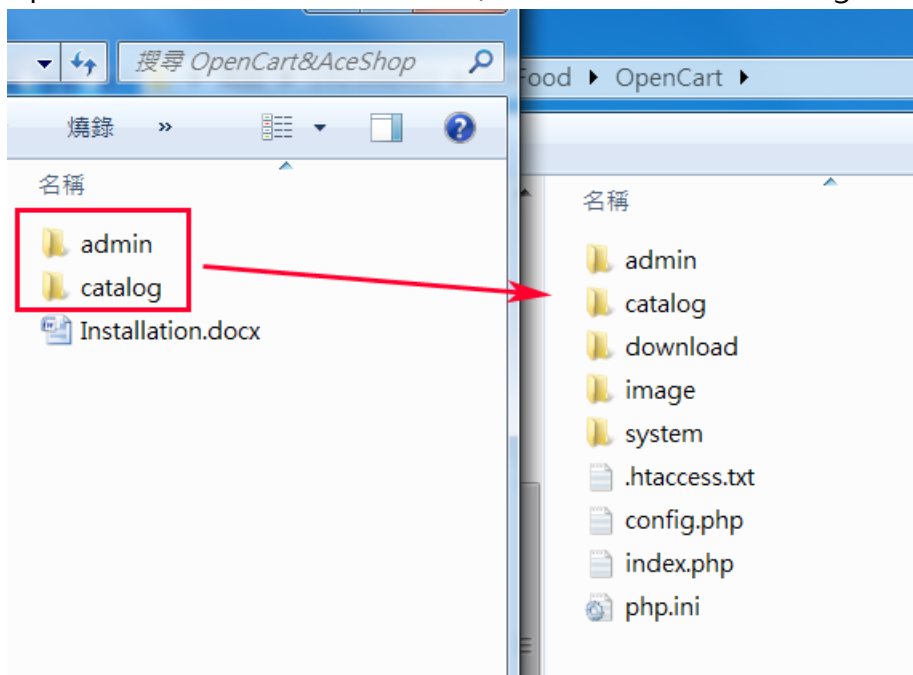 搜尋 OpenCart&AceShop
燒錄 »
名稱
admin
catalog
Installation.docx
ood ▸ OpenCart ▸
名稱
admin
catalog
download
image
system
.htaccess.txt
config.php
index.php
php.ini